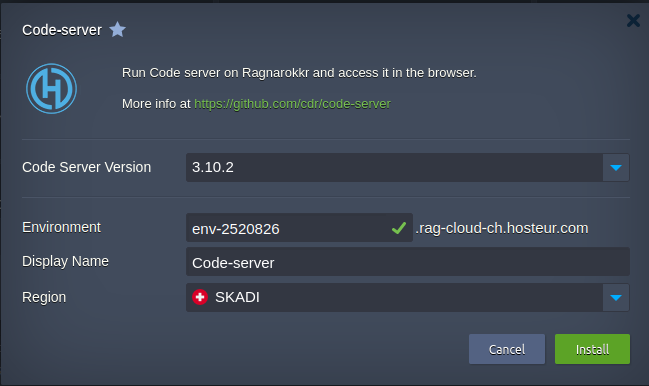 Code-server
Run Code server on Ragnarokkr and access it in the browser.
More info at https://github.com/cdr/code-server
Code Server Version 3.10.2
Environment env-2520826 .rag-cloud-ch.hosteur.com
Display Name Code-server
Region SKADI
Cancel Install